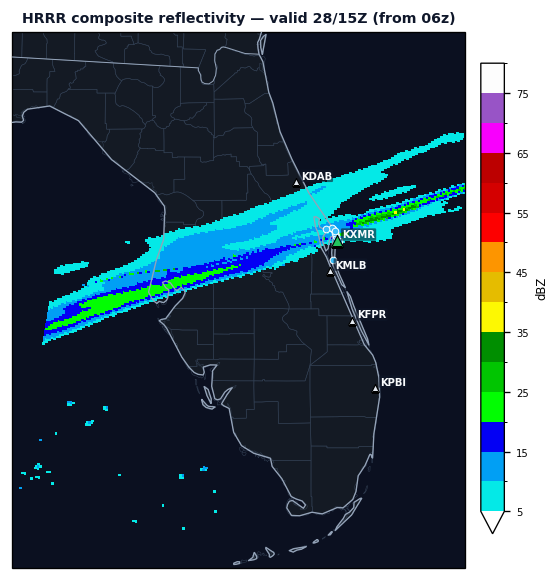 HRRR composite reflectivity — valid 28/15Z (from 06z)
75
65
55
45
35
25
15
5
dBZ
KDAB
KXMR
KMLB
KFPR
KPBI